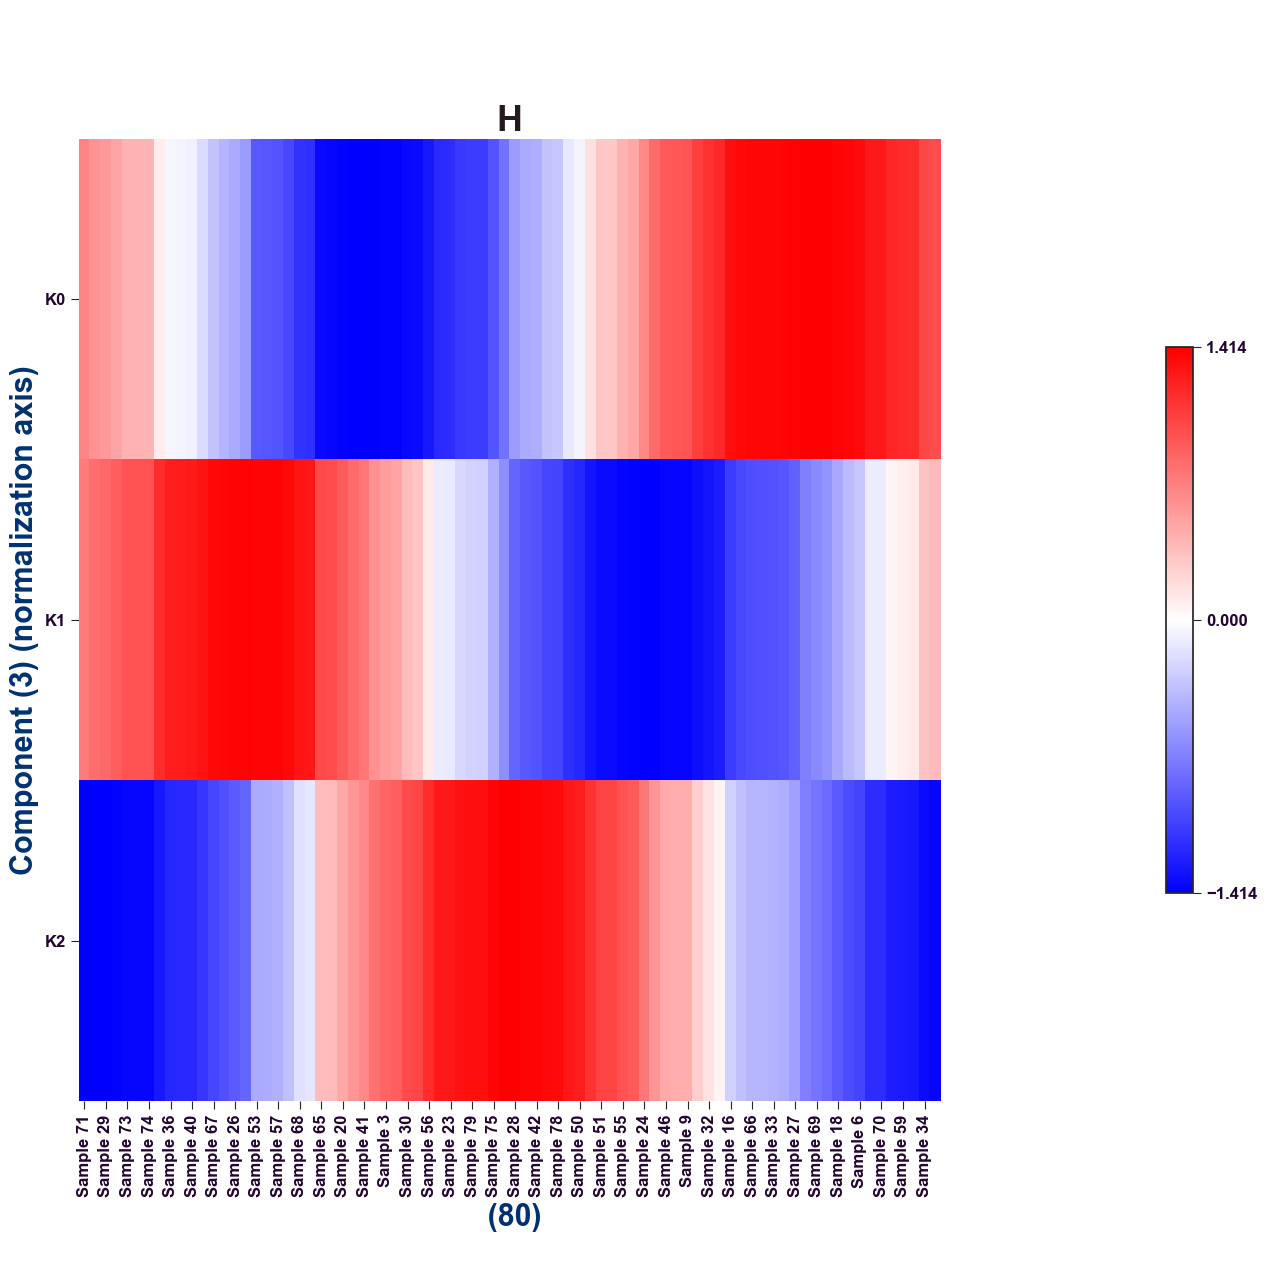 H
Component (3) (normalization axis)
K0
K1
K2
1.414
0.000
−1.414
Sample 71
Sample 29
Sample 73
Sample 74
Sample 36
Sample 40
Sample 67
Sample 26
Sample 53
Sample 57
Sample 68
Sample 65
Sample 20
Sample 41
Sample 3
Sample 30
Sample 56
Sample 23
Sample 79
Sample 75
Sample 28
Sample 42
Sample 78
Sample 50
Sample 51
Sample 55
Sample 24
Sample 46
Sample 9
Sample 32
Sample 16
Sample 66
Sample 33
Sample 27
Sample 69
Sample 18
Sample 6
Sample 70
Sample 59
Sample 34
(80)